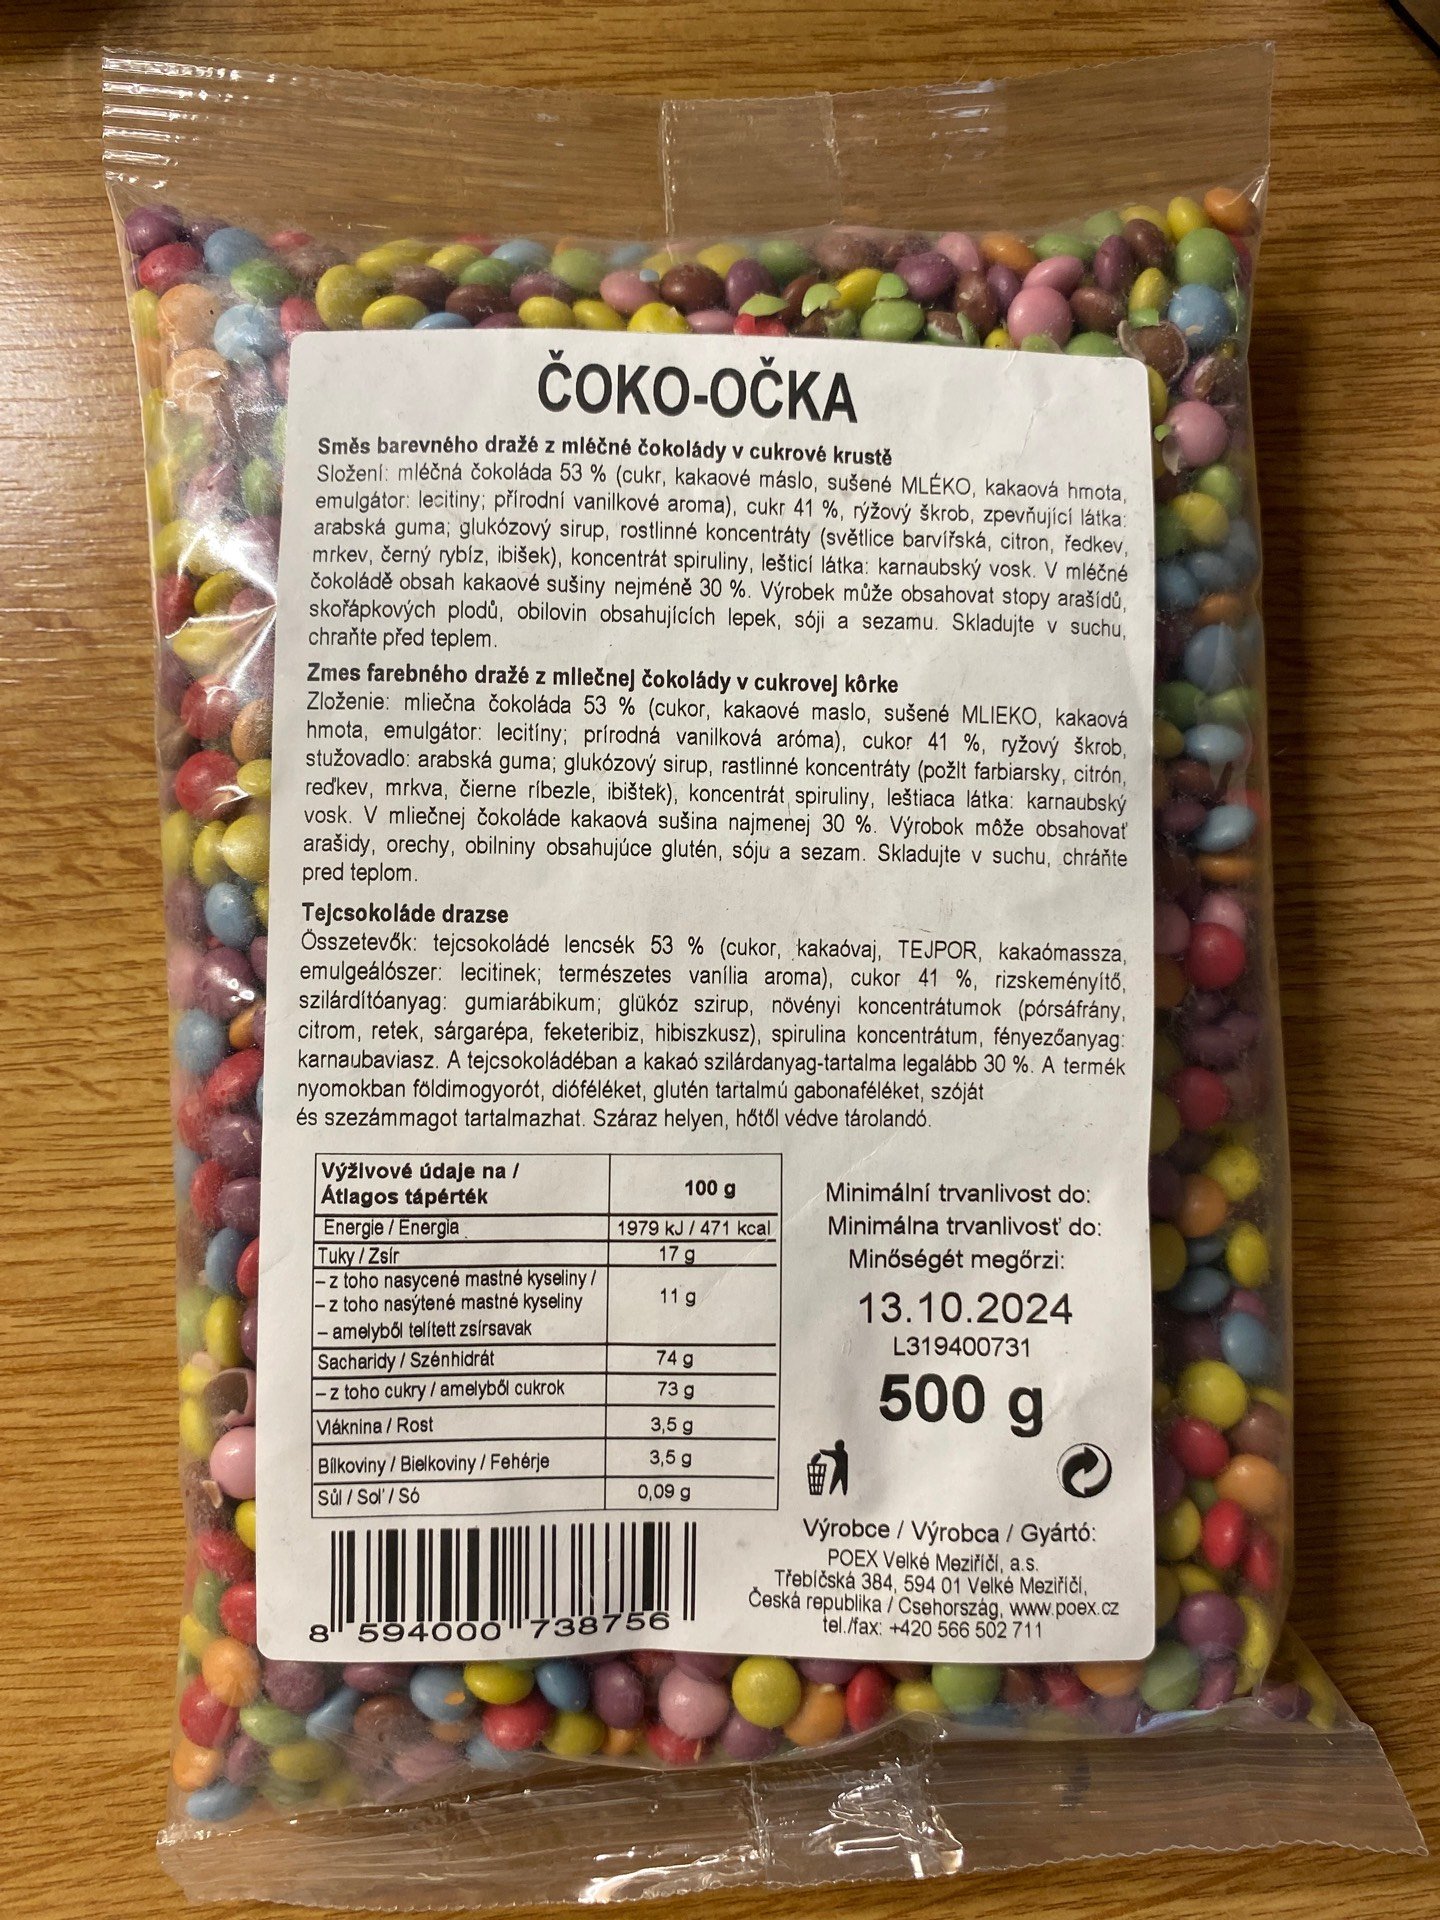 ČOKO-OČKA
Směs barevného dražé z mléčné čokolády v cukrové krustě
Složení: mléčná čokoláda 53 % (cukr, kakaové máslo, sušené MLÉKO, kakaová hmota,
emulgátor: lecitiny; přírodní vanilkové aroma), cukr 41 %, rýžový škrob, zpevňující látka:
arabská guma; glukózový sirup, rostlinné koncentráty (světlice barvířská, citron, ředkev,
mrkev, černý rybíz, ibišek), koncentrát spiruliny, lešticí látka: karnaubský vosk. V mléčné
čokoládě obsah kakaové sušiny nejméně 30 %. Výrobek může obsahovat stopy arašídů,
skořápkových plodů, obilovin obsahujících lepek, sóji a sezamu. Skladujte v suchu,
chraňte před teplem.
Zmes farebného dražé z mliečnej čokolády v cukrovej kôrke
Zloženie: mliečna čokoláda 53 % (cukor, kakaové maslo, sušené MLIEKO, kakaová
hmota, emulgátor: lecitíny; prírodná vanilková aróma), cukor 41 %, ryžový škrob,
stužovadlo: arabská guma; glukózový sirup, rastlinné koncentráty (požlt farbiarsky, citrón,
reďkev, mrkva, čierne ríbezle, ibištek), koncentrát spiruliny, leštiaca látka: karnaubský
vosk. V mliečnej čokoláde kakaová sušina najmenej 30 %. Výrobok môže obsahovať
arašidy, orechy, obilniny obsahujúce glutén, sóju a sezam. Skladujte v suchu, chráňte
pred teplom.
Tejcsokoláde drazse
Összetevők: tejcsokoládé lencsék 53 % (cukor, kakaóvaj, TEJPOR, kakaómassza,
emulgeálószer: lecitinek; természetes vanília aroma), cukor 41 %, rizskeményítő,
szilárdítóanyag: gumiarábikum; glükóz szirup, növényi koncentrátumok (pórsáfrány,
citrom, retek, sárgarépa, feketeribiz, hibiszkusz), spirulina koncentrátum, fényezőanyag:
karnaubaviasz. A tejcsokoládéban a kakaó szilárdanyag-tartalma legalább 30 %. A termék
nyomokban földimogyorót, dióféléket, glutén tartalmú gabonaféléket, szóját
és szezámmagot tartalmazhat. Száraz helyen, hőtől védve tárolandó.
Výživové údaje na /
Átlagos tápérték
100 g
Energie / Energia 1979 kJ / 471 kcal
Tuky / Zsír 17 g
– z toho nasycené mastné kyseliny /
– z toho nasýtené mastné kyseliny
– amelyből telített zsírsavak
11 g
Sacharidy / Szénhidrát 74 g
– z toho cukry / amelyből cukrok 73 g
Vláknina / Rost 3,5 g
Bílkoviny / Bielkoviny / Fehérje 3,5 g
Sůl / Soľ / Só 0,09 g
Minimální trvanlivost do:
Minimálna trvanlivosť do:
Minőségét megőrzi:
13.10.2024
L319400731
500 g
Výrobce / Výrobca / Gyártó:
POEX Velké Meziříčí, a.s.
Třebíčská 384, 594 01 Velké Meziříčí,
Česká republika / Csehország, www.poex.cz
tel./fax: +420 566 502 711
8 594000 738756